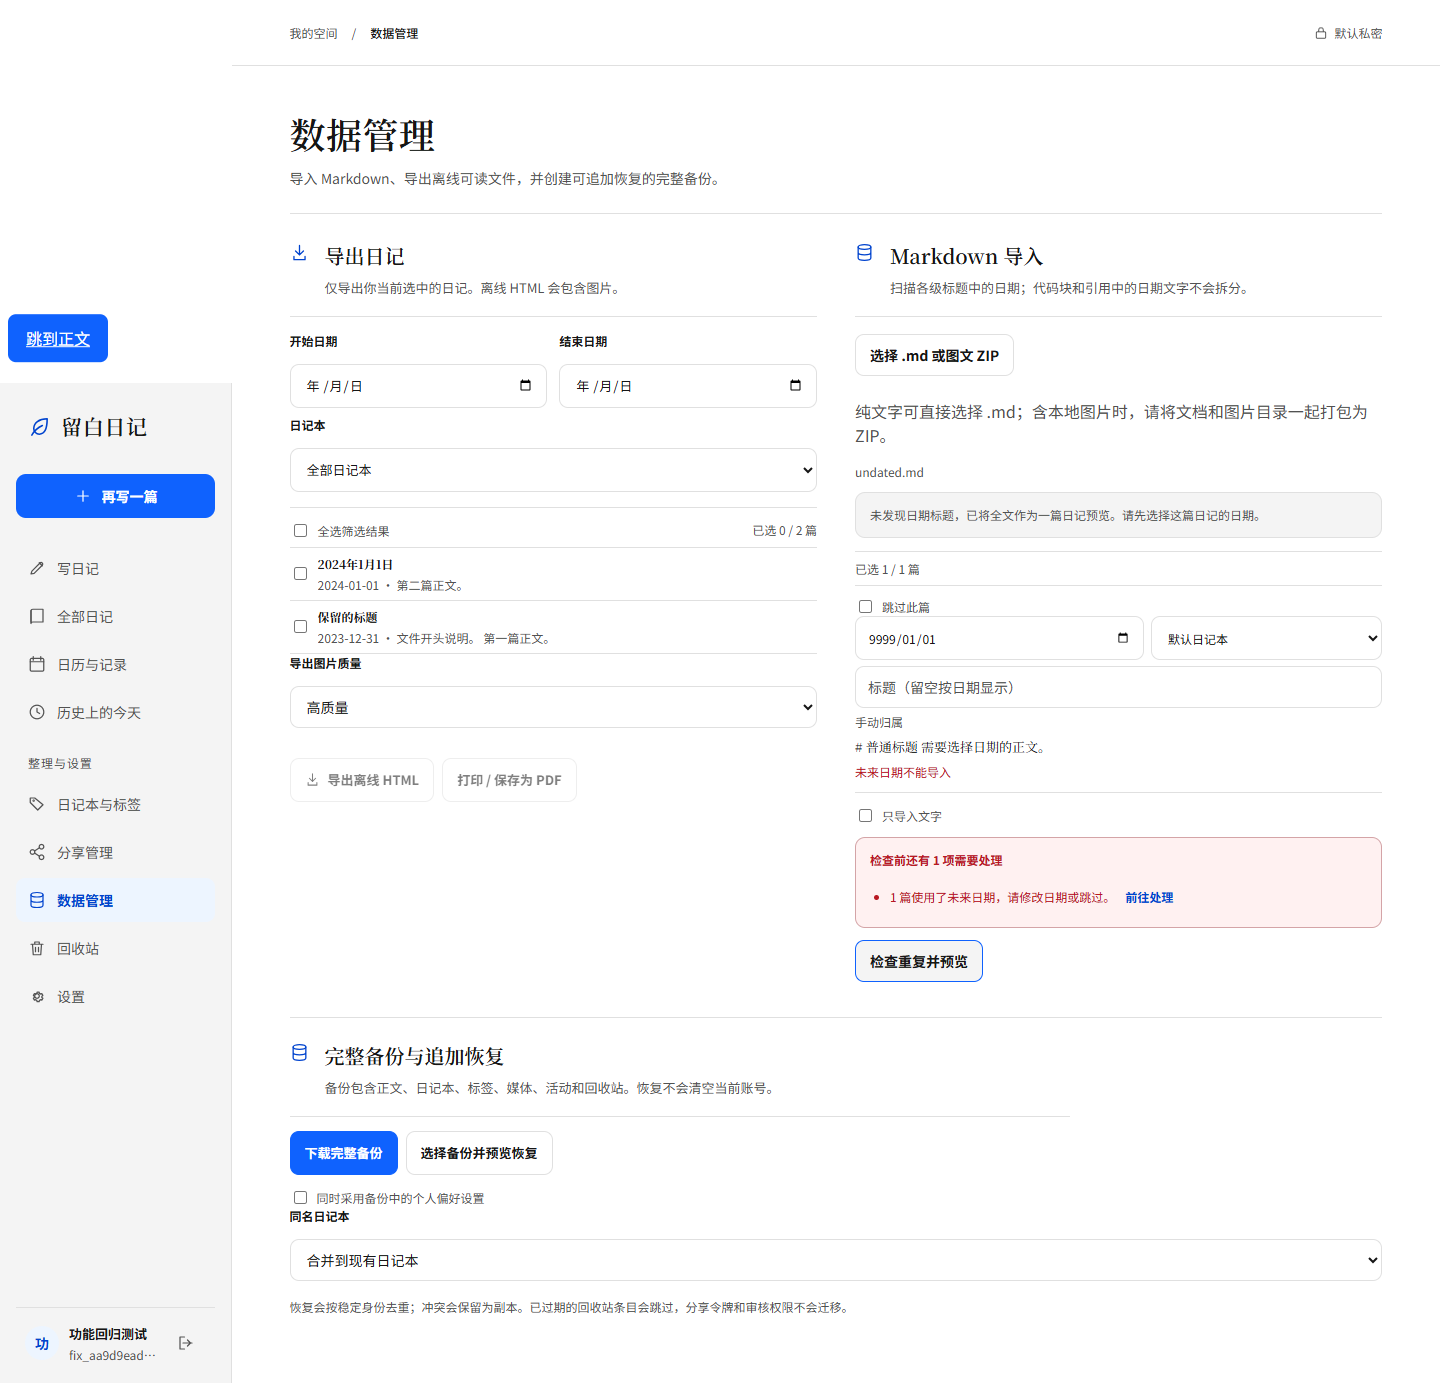 我的空间 / 数据管理
默认私密
数据管理
导入 Markdown、导出离线可读文件，并创建可追加恢复的完整备份。
跳到正文
留白日记
再写一篇
写日记
全部日记
日历与记录
历史上的今天
整理与设置
日记本与标签
分享管理
数据管理
回收站
设置
功
功能回归测试
fix_aa9d9ead…
导出日记
仅导出你当前选中的日记。离线 HTML 会包含图片。
开始日期
结束日期
年 /月/日
年 /月/日
日记本
全部日记本
全选筛选结果
已选 0 / 2 篇
2024年1月1日
2024-01-01 · 第二篇正文。
保留的标题
2023-12-31 · 文件开头说明。 第一篇正文。
导出图片质量
高质量
导出离线 HTML
打印 / 保存为 PDF
Markdown 导入
扫描各级标题中的日期；代码块和引用中的日期文字不会拆分。
选择 .md 或图文 ZIP
纯文字可直接选择 .md；含本地图片时，请将文档和图片目录一起打包为
ZIP。
undated.md
未发现日期标题，已将全文作为一篇日记预览。请先选择这篇日记的日期。
已选 1 / 1 篇
跳过此篇
9999/01/01
默认日记本
标题（留空按日期显示）
手动归属
# 普通标题 需要选择日期的正文。
未来日期不能导入
只导入文字
检查前还有 1 项需要处理
• 1 篇使用了未来日期，请修改日期或跳过。 前往处理
检查重复并预览
完整备份与追加恢复
备份包含正文、日记本、标签、媒体、活动和回收站。恢复不会清空当前账号。
下载完整备份
选择备份并预览恢复
同时采用备份中的个人偏好设置
同名日记本
合并到现有日记本
恢复会按稳定身份去重；冲突会保留为副本。已过期的回收站条目会跳过，分享令牌和审核权限不会迁移。